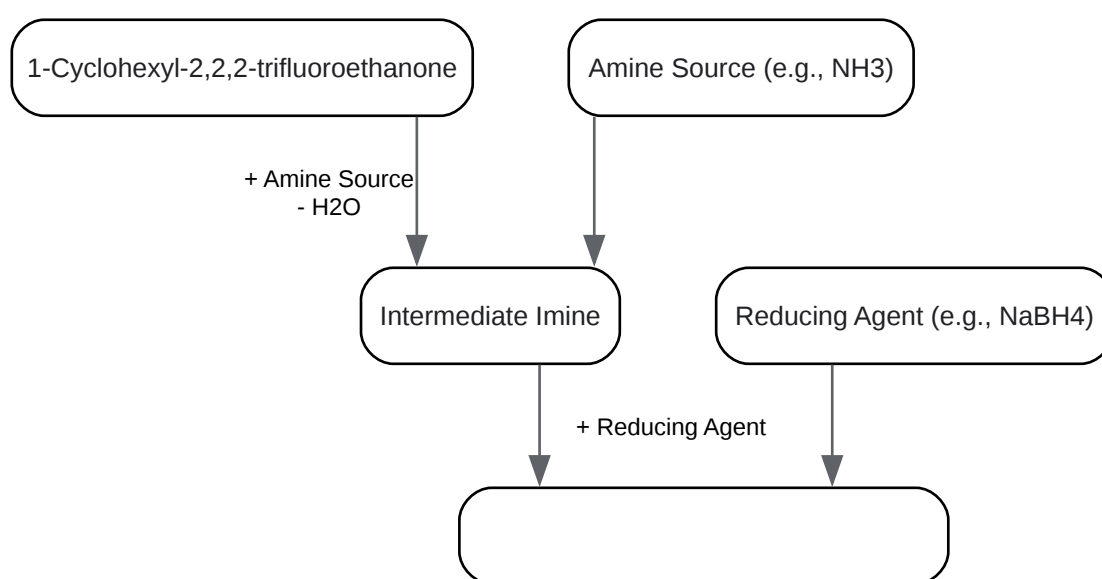 1-Cyclohexyl-2,2,2-trifluoroethanone
Amine Source (e.g., NH3)
+ Amine Source
- H2O
Intermediate Imine
Reducing Agent (e.g., NaBH4)
+ Reducing Agent